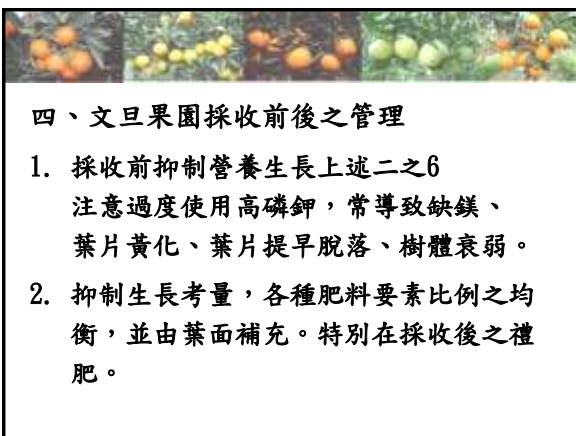 四、文旦果園採收前後之管理
1. 採收前抑制營養生長上述二之6
注意過度使用高磷鉀，常導致缺鎂、
葉片黃化、葉片提早脫落、樹體衰弱。
2. 抑制生長考量，各種肥料要素比例之均
衡，並由葉面補充。特別在採收後之禮
肥。